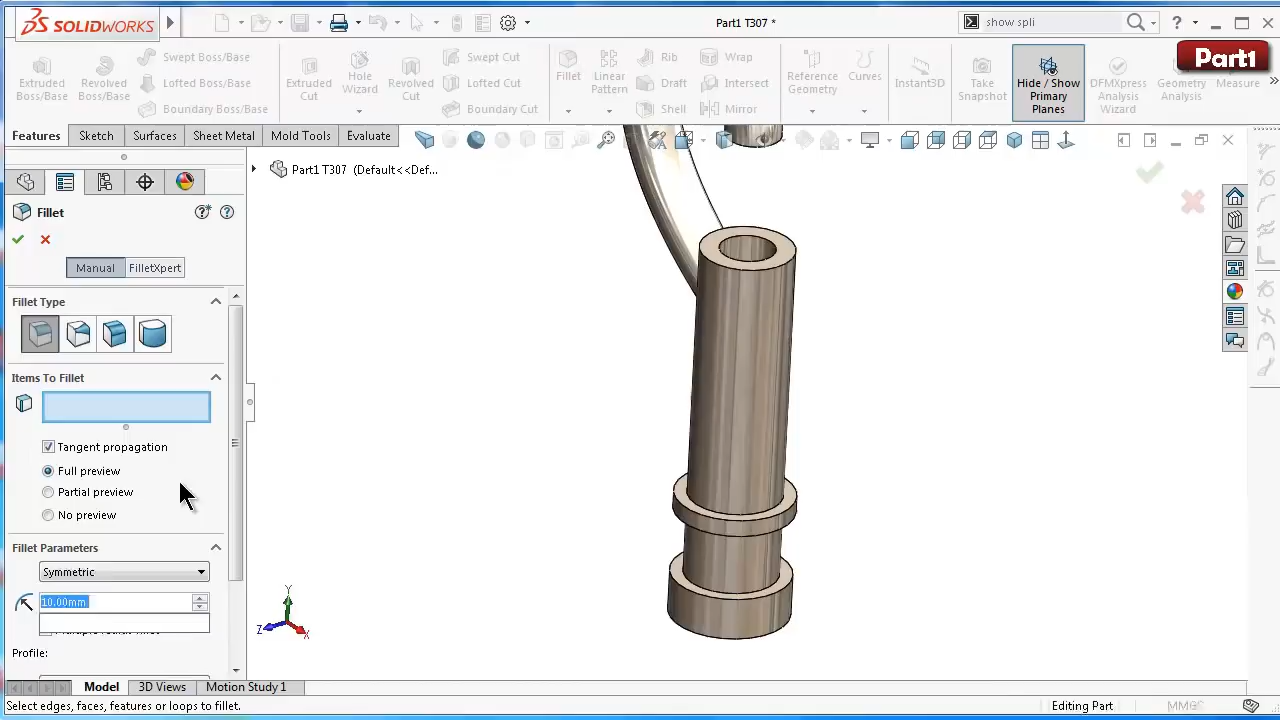 SOLIDWORKS
Part1 T307 *
show spli
Part1
Extruded Boss/Base
Revolved Boss/Base
Swept Boss/Base
Lofted Boss/Base
Boundary Boss/Base
Extruded Cut
Hole Wizard
Revolved Cut
Swept Cut
Lofted Cut
Boundary Cut
Fillet
Linear Pattern
Rib
Draft
Shell
Wrap
Intersect
Mirror
Reference Geometry
Curves
Instant3D
Take Snapshot
Hide / Show Primary Planes
DFMXpress Analysis Wizard
Geometry Analysis
Measure
Features
Sketch
Surfaces
Sheet Metal
Mold Tools
Evaluate
Part1 T307 (Default<<Def...
Fillet
Manual
FilletXpert
Fillet Type
Items To Fillet
Tangent propagation
Full preview
Partial preview
No preview
Fillet Parameters
Symmetric
10.00mm
Profile:
Y
Z
X
Model
3D Views
Motion Study 1
Select edges, faces, features or loops to fillet.
Editing Part
MMGS